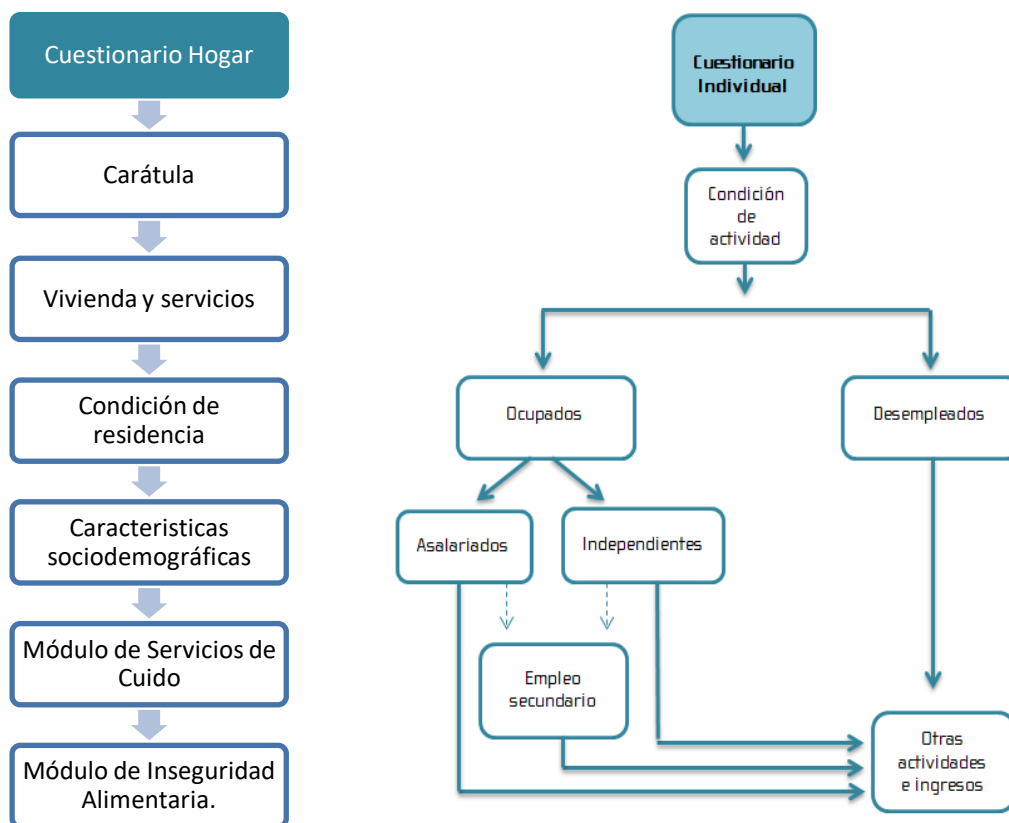 Cuestionario Hogar
Carátula
Vivienda y servicios
Condición de
residencia
Caracteristicas
sociodemográficas
Módulo de Servicios de
Cuido
Módulo de Inseguridad
Alimentaria.
Cuestionario
Individual
Condición
de
actividad
Ocupados
Desempleados
Asalariados
Independientes
Empleo
secundario
Otras
actividades
e ingresos